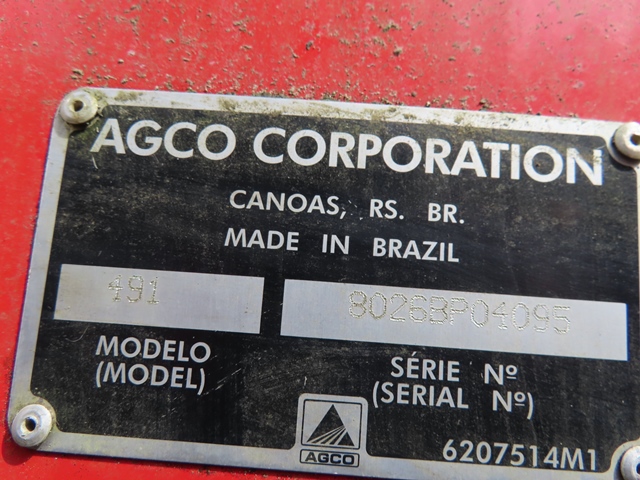 AGCO CORPORATION
CANOAS, RS. BR.
MADE IN BRAZIL
491
8026BP04095
MODELO
(MODEL)
SÉRIE Nº
(SERIAL Nº)
AGCO
6207514M1